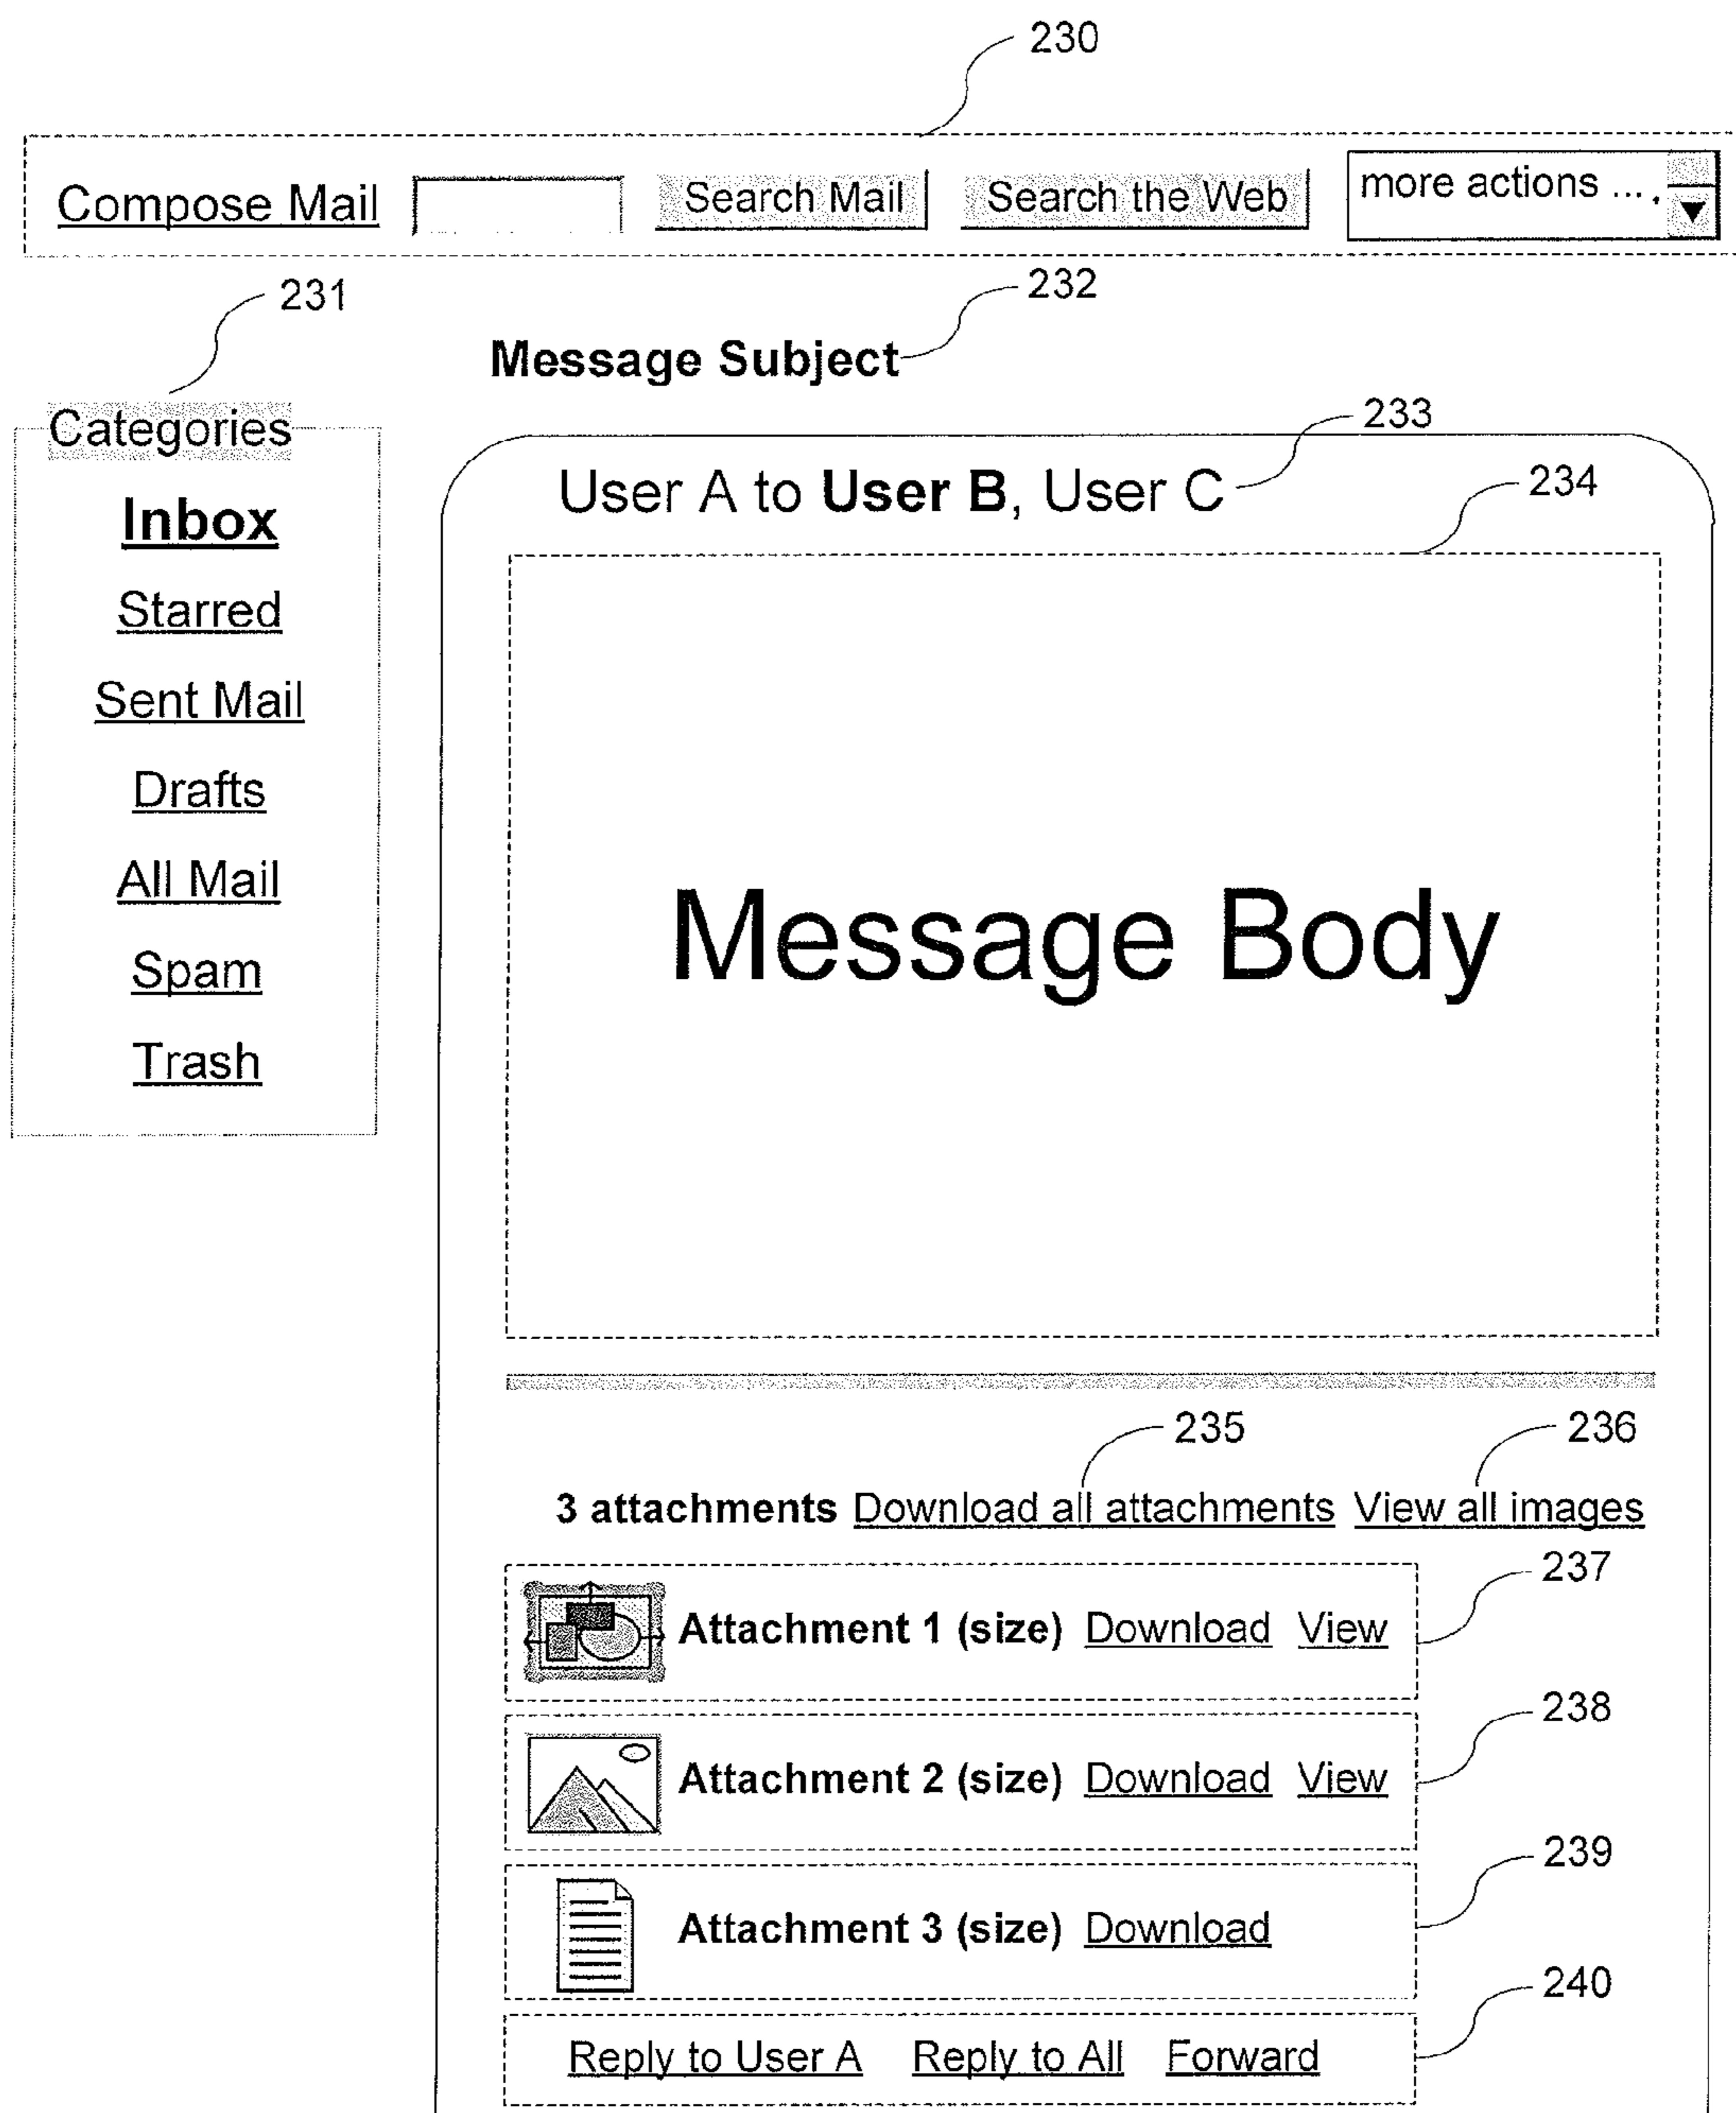 230
Compose Mail Search Mail Search the Web more actions ...
231
232
Message Subject
Categories
Inbox
Starred
Sent Mail
Drafts
All Mail
Spam
Trash
233
User A to User B, User C
234
Message Body
235
236
3 attachments Download all attachments View all images
237
Attachment 1 (size) Download View
238
Attachment 2 (size) Download View
239
Attachment 3 (size) Download
240
Reply to User A Reply to All Forward